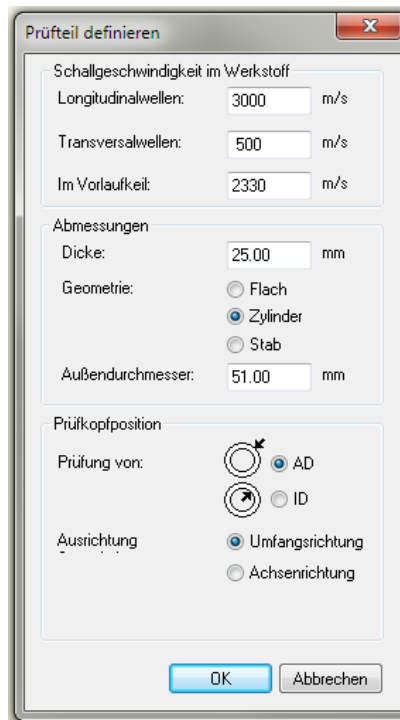 Prüfteil definieren
Schallgeschwindigkeit im Werkstoff
Longitudinalwellen: 3000 m/s
Transversalwellen: 500 m/s
Im Vorlaufkeil: 2330 m/s
Abmessungen
Dicke: 25.00 mm
Geometrie: Flach
Zylinder
Stab
Außendurchmesser: 51.00 mm
Prüfkopfposition
Prüfung von: AD
ID
Ausrichtung Umfangsrichtung
Achsenrichtung
OK Abbrechen